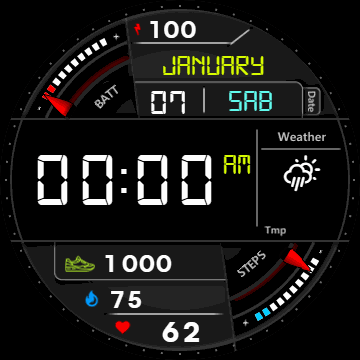 100
JANUARY
BATT
07 SAB Date
Weather
00:00 AM
Tmp
STEPS
1000
75
62